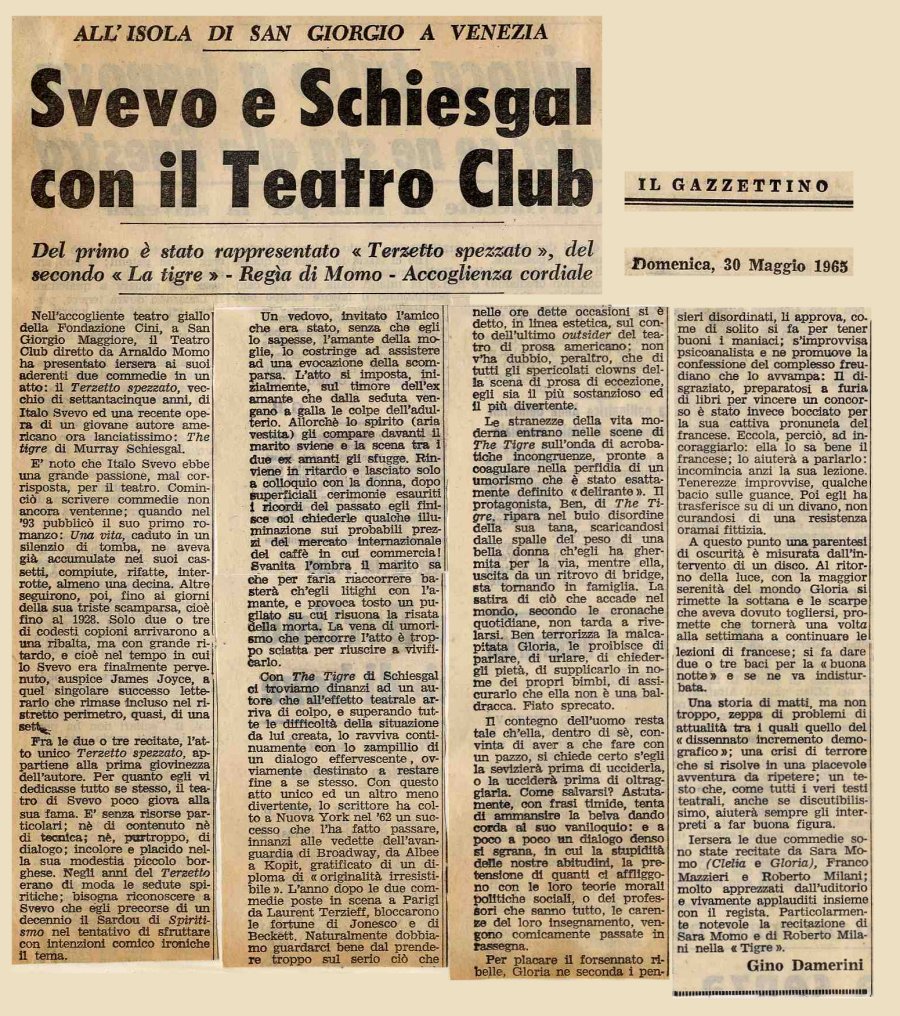 ALL' ISOLA DI SAN GIORGIO A VENEZIA
Svevo e Schiesgal
con il Teatro Club
IL GAZZETTINO
Domenica, 30 Maggio 1965
Del primo è stato rappresentato « Terzetto spezzato », del
secondo « La tigre » - Regìa di Momo - Accoglienza cordiale
Nell'accogliente teatro giallo
della Fondazione Cini, a San
Giorgio Maggiore, il Teatro
Club diretto da Arnaldo Momo
ha presentato iersera ai suoi
aderenti due commedie in un
atto: il Terzetto spezzato, vec-
chio di settantacinque anni, di
Italo Svevo ed una recente ope-
ra di un giovane autore ame-
ricano ora lanciatissimo: The
tigre di Murray Schiesgal.
E' noto che Italo Svevo ebbe
una grande passione, mal cor-
risposta, per il teatro. Comin-
ciò a scrivere commedie non
ancora ventenne; quando nel
'93 pubblicò il suo primo ro-
manzo: Una vita, caduto in un
silenzio di tomba, ne aveva
già accumulate nei suoi cas-
setti, compiute, rifatte, inter-
rotte, almeno una decina. Altre
seguirono, poi, fino ai giorni
della sua triste scamparsa, cioè
fino al 1928. Solo due o tre
di codesti copioni arrivarono a
una ribalta, ma con grande ri-
tardo, e cioè nel tempo in cui
lo Svevo era finalmente perve-
nuto, auspice James Joyce, a
quel singolare successo lette-
rario che rimase incluso nel ri-
stretto perimetro, quasi, di una
setta.
Fra le due o tre recitate, l'at-
to unico Terzetto spezzato, ap-
partiene alla prima giovinezza
dell'autore. Per quanto egli vi
dedicasse tutto se stesso, il tea-
tro di Svevo poco giova alla
sua fama. E' senza risorse par-
ticolari; nè di contenuto nè
di tecnica; nè, purtroppo, di
dialogo; incolore e placido nel-
la sua modestia piccolo bor-
ghese. Negli anni del Terzetto
erano di moda le sedute spi-
ritiche; bisogna riconoscere a
Svevo che egli precorse di un
decennio il Sardou di Spiriti-
smo nel tentativo di sfruttare
con intenzioni comico ironiche
il tema.
Un vedovo, invitato l'amico
che era stato, senza che egli
lo sapesse, l'amante della mo-
glie, lo costringe ad assistere
ad una evocazione della scom-
parsa. L'atto si imposta, ini-
zialmente, sul timore dell'ex
amante che dalla seduta ven-
gano a galla le colpe dell'adul-
terio. Allorchè lo spirito (aria
vestita) gli compare davanti il
marito sviene e la scena tra i
due ex amanti gli sfugge. Rin-
viene in ritardo e lasciato solo
a colloquio con la donna, dopo
superficiali cerimonie esauriti
i ricordi del passato egli fini-
sce col chiederle qualche illu-
minazione sui probabili prez-
zi del mercato internazionale
del caffè in cui commercia!
Svanita l'ombra il marito sa
che per farla riaccorrere ba-
sterà ch'egli litighi con l'a-
mante, e provoca tosto un pu-
gilato su cui risuona la risata
della morta. La vena di umori-
smo che percorre l'atto è trop-
po sciatta per riuscire a vivifi-
carlo.
Con The Tigre di Schiesgal
ci troviamo dinanzi ad un au-
tore che all'effetto teatrale ar-
riva di colpo, e superando tut-
te le difficoltà della situazione
da lui creata, lo ravviva conti-
nuamente con lo zampillio di
un dialogo effervescente, ov-
viamente destinato a restare
fine a se stesso. Con questo
atto unico ed un altro meno
divertente, lo scrittore ha col-
to a Nuova York nel '62 un suc-
cesso che l'ha fatto passare,
innanzi alle vedette dell'avan-
guardia di Broadway, da Albee
a Kopit, gratificato di un di-
ploma di « originalità irresisti-
bile ». L'anno dopo le due com-
medie poste in scena a Parigi
da Laurent Terzieff, bloccarono
le fortune di Jonesco e di
Beckett. Naturalmente dobbia-
mo guardarci bene dal prende-
re troppo sul serio ciò che
nelle ore dette occasioni si è
detto, in linea estetica, sul con-
to dell'ultimo outsider del tea-
tro di prosa americano; non
v'ha dubbio, peraltro, che di
tutti gli spericolati clowns del-
la scena di prosa di eccezione,
egli sia il più sostanzioso ed
il più divertente.
Le stranezze della vita mo-
derna entrano nelle scene di
The Tigre sull'onda di acroba-
tiche incongruenze, pronte a
coagulare nella perfidia di un
umorismo che è stato esatta-
mente definito « delirante ». Il
protagonista, Ben, di The Ti-
gre, ripara nel buio disordine
della sua tana, scaricandosi
dalle spalle del peso di una
bella donna ch'egli ha gher-
mita per la via, mentre ella,
uscita da un ritrovo di bridge,
sta tornando in famiglia. La
satira di ciò che accade nel
mondo, secondo le cronache
quotidiane, non tarda a rive-
larsi. Ben terrorizza la malca-
pitata Gloria, le proibisce di
parlare, di urlare, di chieder-
gli pietà, di supplicarlo in no-
me dei propri bimbi, di assi-
curarlo che ella non è una bal-
dracca. Fiato sprecato.
Il contegno dell'uomo resta
tale ch'ella, dentro di sè, con-
vinta di aver a che fare con
un pazzo, si chiede certo s'egli
la sevizierà prima di ucciderla,
o la ucciderà prima di oltrag-
giarla. Come salvarsi? Astuta-
mente, con frasi timide, tenta
di ammansire la belva dando
corda al suo vaniloquio: e a
poco a poco un dialogo denso
si sgrana, in cui la stupidità
delle nostre abitudini, la pre-
tensione di quanti ci affliggo-
no con le loro teorie morali
politiche sociali, o dei profes-
sori che sanno tutto, le caren-
ze del loro insegnamento, ven-
gono comicamente passate in
rassegna.
Per placare il forsennato ri-
belle, Gloria ne seconda i pen-
sieri disordinati, li approva, co-
me di solito si fa per tener
buoni i maniaci; s'improvvisa
psicoanalista e ne promuove la
confessione del complesso freu-
diano che lo avvampa: Il di-
sgraziato, preparatosi a furia
di libri per vincere un concor-
so è stato invece bocciato per
la sua cattiva pronuncia del
francese. Eccola, perciò, ad in-
coraggiarlo: ella lo sa bene il
francese; lo aiuterà a parlarlo:
incomincia anzi la sua lezione.
Tenerezze improvvise, qualche
bacio sulle guance. Poi egli ha
trasferisce su di un divano, non
curandosi di una resistenza
oramai fittizia.
A questo punto una parentesi
di oscurità è misurata dall'in-
tervento di un disco. Al ritor-
no della luce, con la maggior
serenità del mondo Gloria si
rimette la sottana e le scarpe
che aveva dovuto togliersi, pro-
mette che tornerà una volta
alla settimana a continuare le
lezioni di francese; si fa dare
due o tre baci per la « buona
notte » e se ne va indistur-
bata.
Una storia di matti, ma non
troppo, zeppa di problemi di
attualità tra i quali quello del
« dissennato incremento demo-
grafico »; una crisi di terrore
che si risolve in una piacevole
avventura da ripetere; un te-
sto che, come tutti i veri testi
teatrali, anche se discutibilis-
simo, aiuterà sempre gli inter-
preti a far buona figura.
Iersera le due commedie so-
no state recitate da Sara Mo-
mo (Clelia e Gloria), Franco
Mazzieri e Roberto Milani;
molto apprezzati dall'uditorio
e vivamente applauditi insieme
con il regista. Particolarmen-
te notevole la recitazione di
Sara Momo e di Roberto Mila-
ni nella « Tigre ».
Gino Damerini